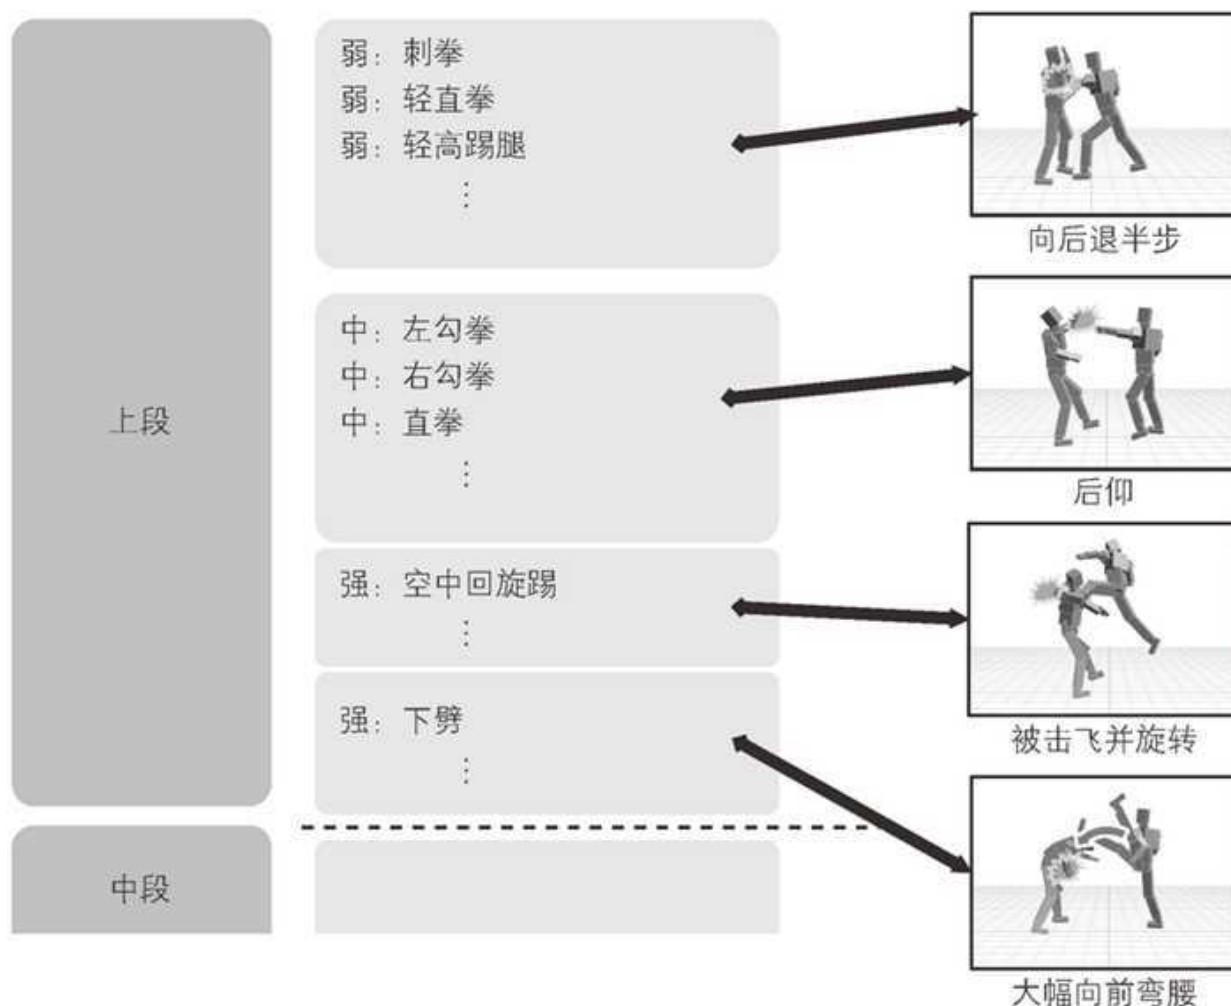 上段
弱：刺拳
弱：轻直拳
弱：轻高踢腿
⋮
向后退半步
中：左勾拳
中：右勾拳
中：直拳
⋮
后仰
强：空中回旋踢
⋮
被击飞并旋转
强：下劈
⋮
大幅向前弯腰
中段